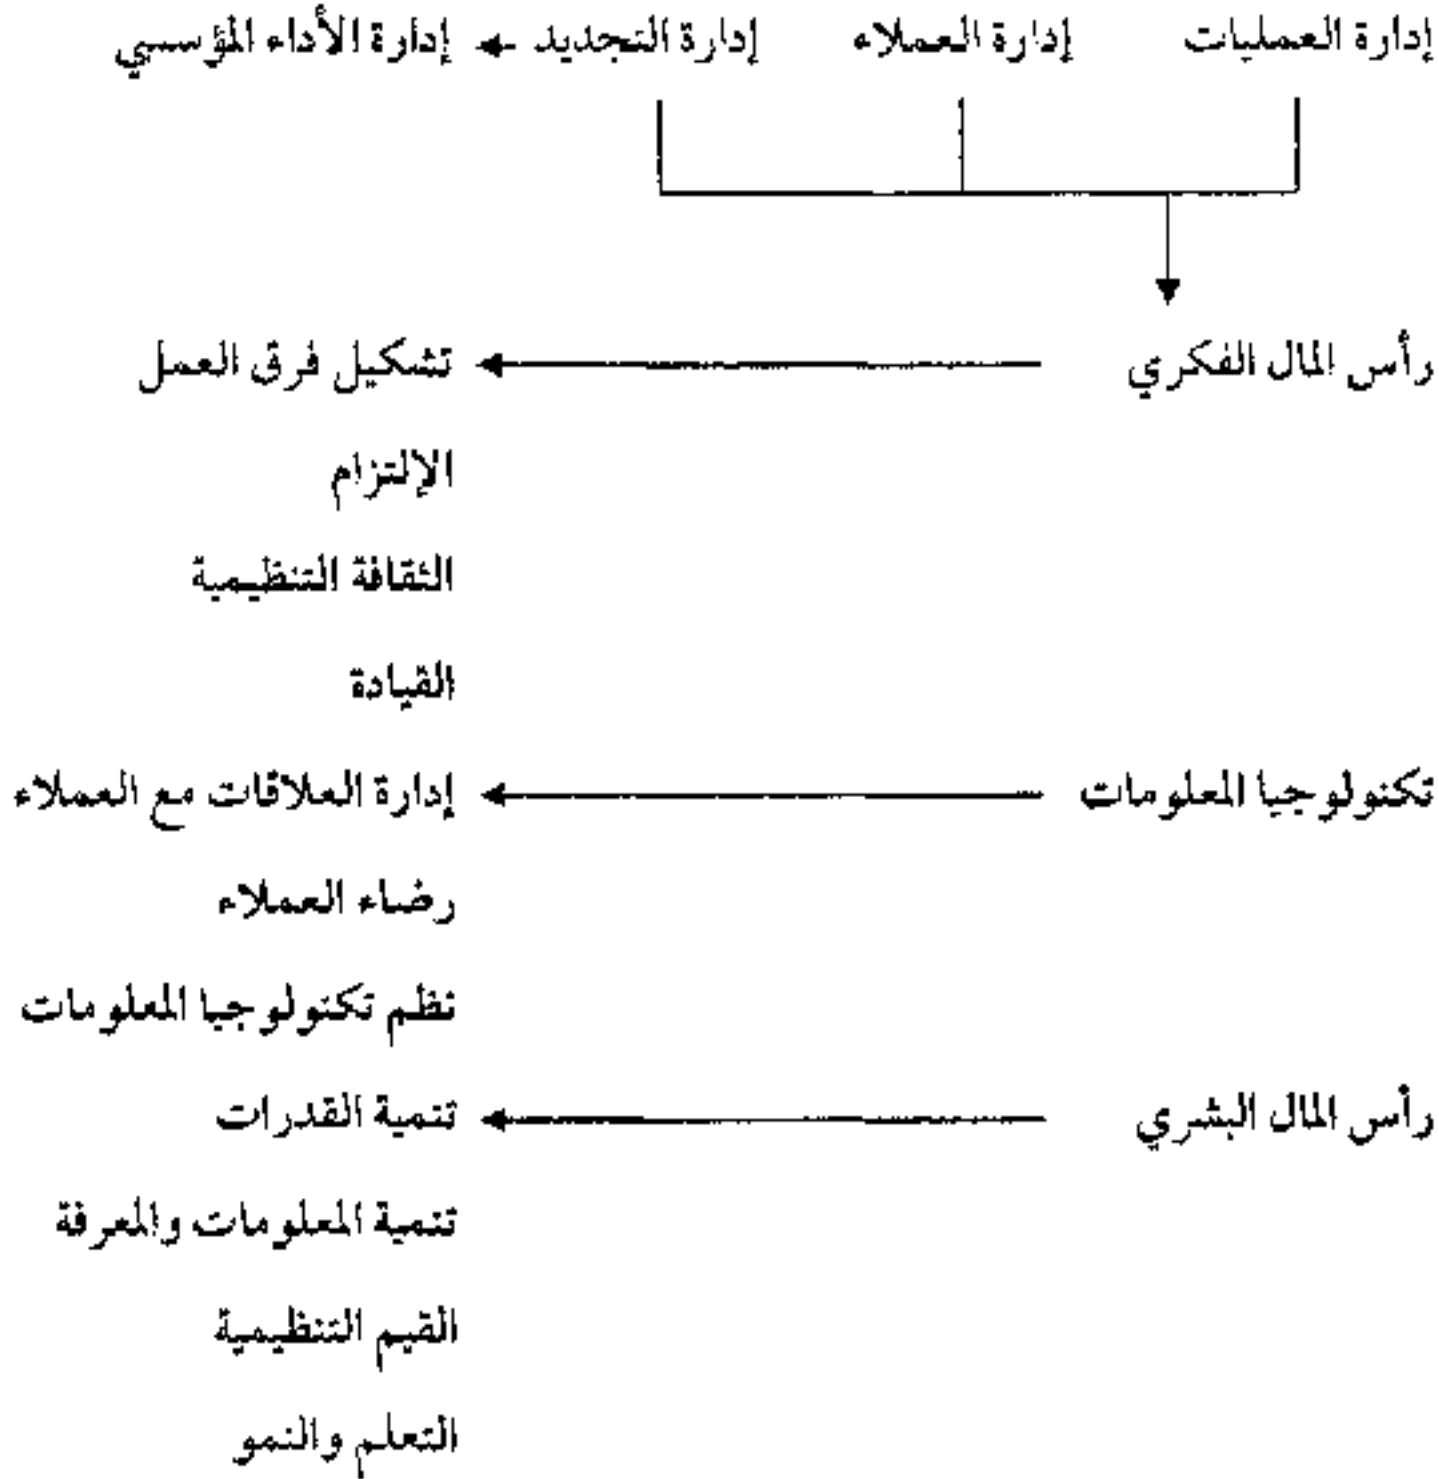 إدارة العمليات إدارة العملاء إدارة التجديد إدارة الأداء المؤسسي
رأس المال الفكري تشكيل فرق العمل
الإلتزام
الثقافة التنظيمية
القيادة
تكنولوجيا المعلومات إدارة العلاقات مع العملاء
رضاء العملاء
نظم تكنولوجيا المعلومات
رأس المال البشري تنمية القدرات
تنمية المعلومات والمعرفة
القيم التنظيمية
التعلم والنمو